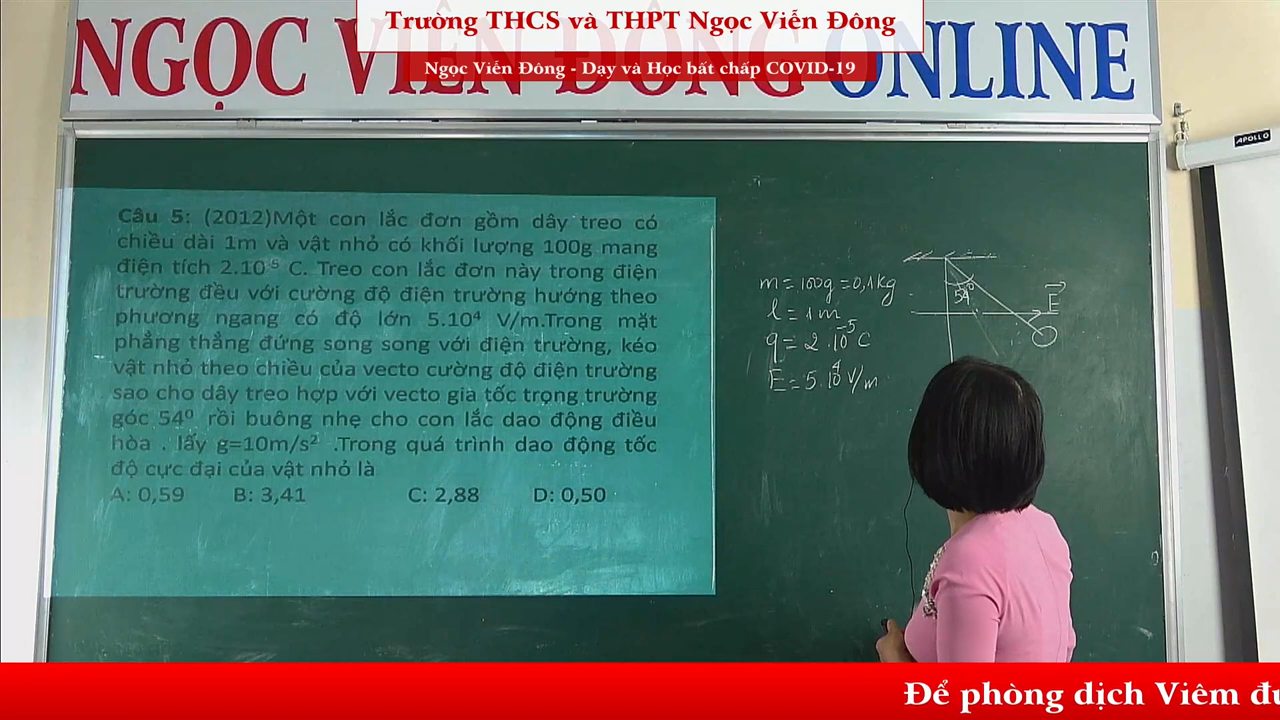 Trường THCS và THPT Ngọc Viễn Đông
NGỌC VIỄN ĐÔNG ONLINE
Ngọc Viễn Đông - Dạy và Học bất chấp COVID-19
APOLLO
Câu 5: (2012)Một con lắc đơn gồm dây treo có
chiều dài 1m và vật nhỏ có khối lượng 100g mang
điện tích 2.10⁻⁵ C. Treo con lắc đơn này trong điện
trường đều với cường độ điện trường hướng theo
phương ngang có độ lớn 5.10⁴ V/m.Trong mặt
phẳng thẳng đứng song song với điện trường, kéo
vật nhỏ theo chiều của vecto cường độ điện trường
sao cho dây treo hợp với vecto gia tốc trọng trường
góc 54⁰ rồi buông nhẹ cho con lắc dao động điều
hòa . lấy g=10m/s² .Trong quá trình dao động tốc
độ cực đại của vật nhỏ là
A: 0,59 B: 3,41 C: 2,88 D: 0,50
m = 100g = 0,1kg
l = 1m
q = 2.10⁻⁵C
E = 5.10⁴ V/m
54⁰
E⃗
Để phòng dịch Viêm đư